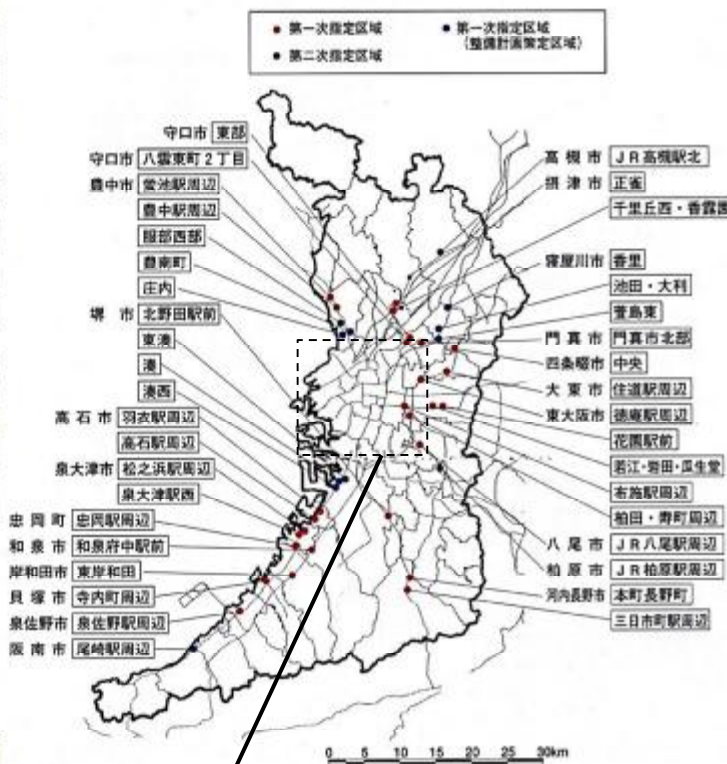 第一次指定区域
第二次指定区域
第一次指定区域
(整備計画策定区域)
守口市 東部
守口市 八雲東町2丁目
豊中市 蛍池駅周辺
豊中駅周辺
服部西部
豊南町
庄内
堺市 北野田駅前
東湊
湊
湊西
高石市 羽衣駅周辺
高石駅周辺
泉大津市 松之浜駅周辺
泉大津駅西
忠岡町 忠岡駅周辺
和泉市 和泉府中駅前
岸和田市 東岸和田
貝塚市 寺内町周辺
泉佐野市 泉佐野駅周辺
阪南市 尾崎駅周辺
高槻市 JR高槻駅北
摂津市 正雀
千里丘西・香露園
寝屋川市 香里
池田・大利
萱島東
門真市 門真市北部
四条畷市 中央
大東市 住道駅周辺
東大阪市 徳庵駅周辺
花園駅前
若江・岩田・瓜生堂
布施駅周辺
柏田・寿町周辺
八尾市 JR八尾駅周辺
柏原市 JR柏原駅周辺
河内長野市 本町長野町
三日市町駅周辺
0 5 10 15 20 25 30km